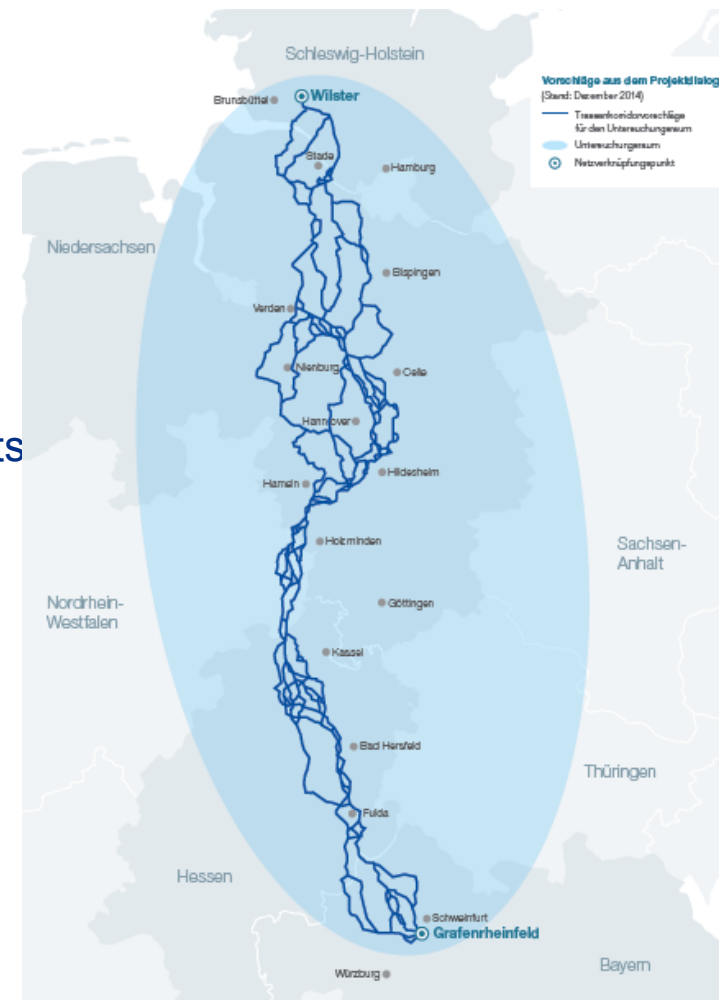 Schleswig-Holstein
Vorschläge aus dem Projektdialog
(Stand: Dezember 2014)
Trassenkorridorvorschläge
für den Untersuchungsraum
Untersuchungsraum
Netzverknüpfungspunkt
Brunsbüttel
Wilster
Stade
Hamburg
Niedersachsen
Bispingen
Verden
Nienburg
Celle
Hannover
ts
Hildesheim
Hameln
Holzminden
Sachsen-
Anhalt
Nordrhein-
Westfalen
Göttingen
Kassel
Bad Hersfeld
Thüringen
Fulda
Hessen
Schweinfurt
Grafenrheinfeld
Bayern
Würzburg